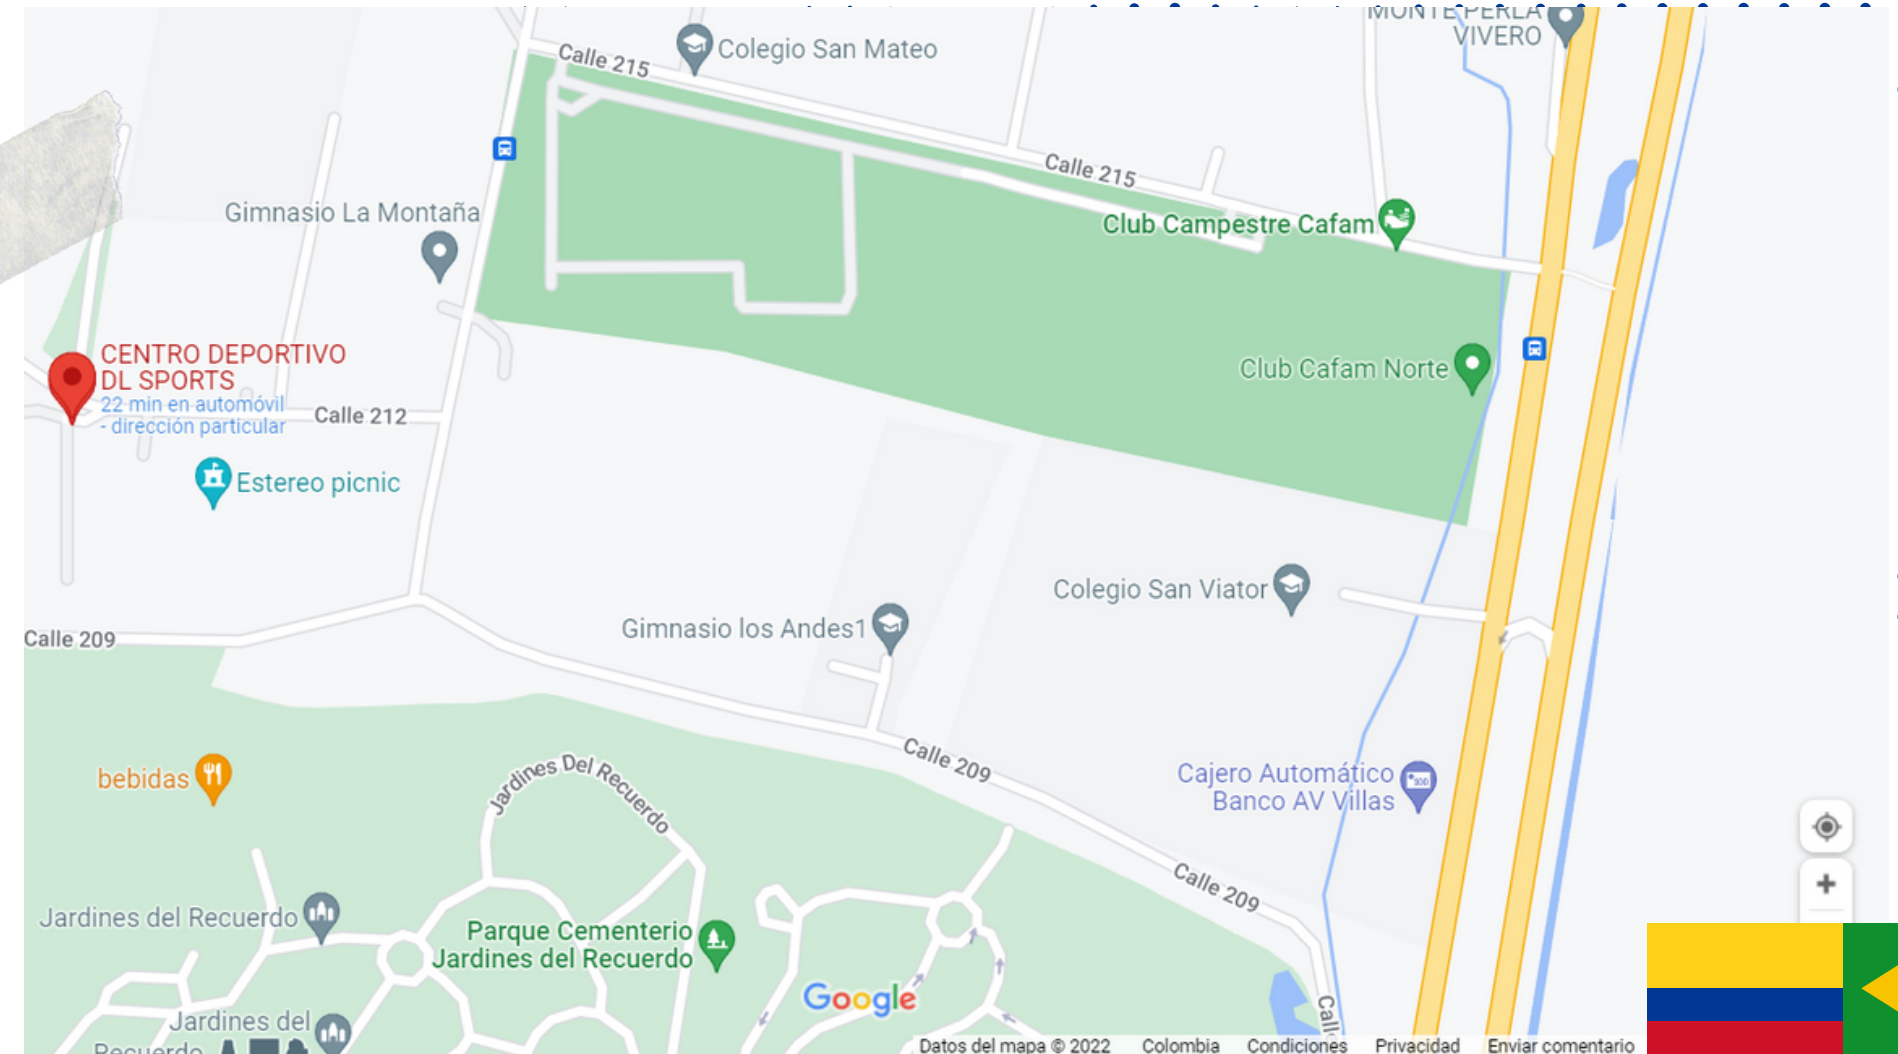 MONTE PERLA
VIVERO
Calle 215
Colegio San Mateo
Calle 215
Gimnasio La Montaña
Club Campestre Cafam
CENTRO DEPORTIVO
DL SPORTS
22 min en automóvil
- dirección particular
Calle 212
Club Cafam Norte
Estereo picnic
Colegio San Viator
Gimnasio los Andes1
Calle 209
Calle 209
bebidas
Jardines Del Recuerdo
Cajero Automático
Banco AV Villas
Calle 209
Jardines del Recuerdo
Parque Cementerio
Jardines del Recuerdo
Google
Jardines del
Recuerdo
Call
Datos del mapa © 2022 Colombia Condiciones Privacidad Enviar comentario